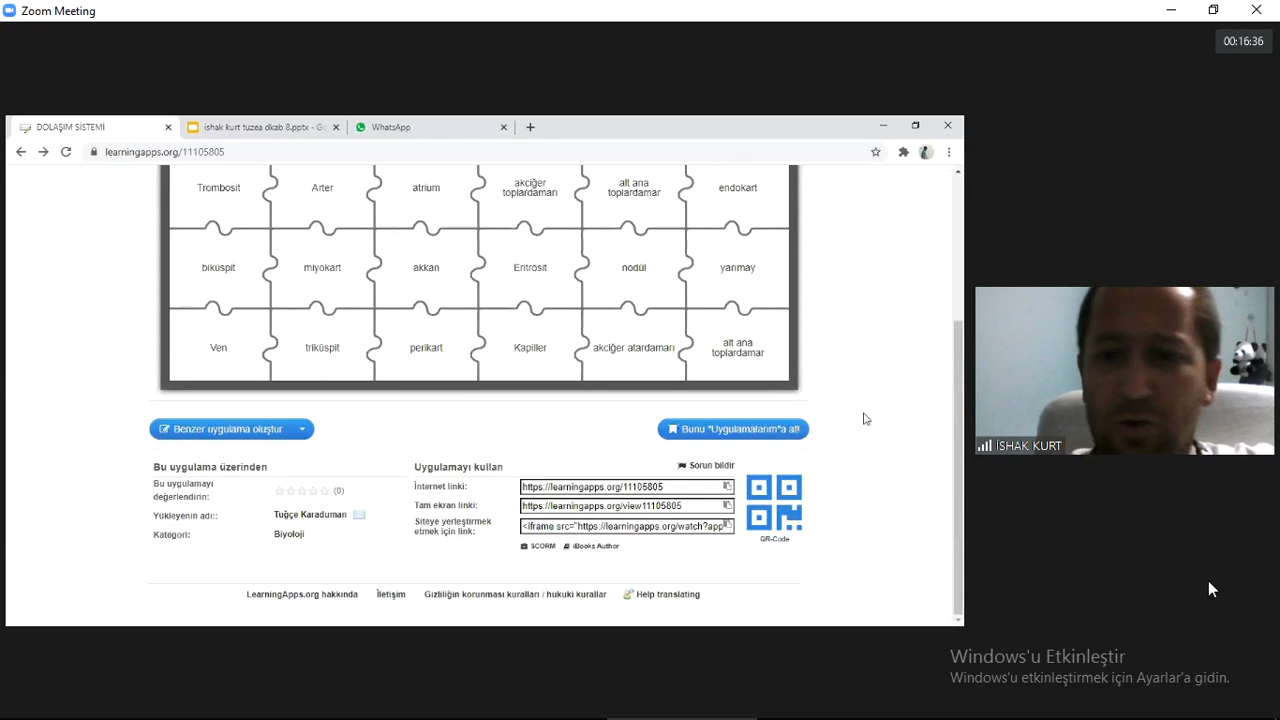 Zoom Meeting
00:16:36
DOLAŞIM SİSTEMİ
ishak kurt tuzea dkab 8.pptx - Go
WhatsApp
learningapps.org/11105805
Trombosit
Arter
atrium
akciğer
toplardamarı
alt ana
toplardamar
endokart
biküspit
miyokart
akkan
Eritrosit
nodül
yarımay
Ven
triküspit
perikart
Kapiller
akciğer atardamarı
alt ana
toplardamar
Benzer uygulama oluştur
Bunu "Uygulamalarım"a at!
Bu uygulama üzerinden
Bu uygulamayı
değerlendirin:
(0)
Yükleyenin adı::
Tuğçe Karaduman
Kategori:
Biyoloji
Uygulamayı kullan
Sorun bildir
İnternet linki:
https://learningapps.org/11105805
Tam ekran linki:
https://learningapps.org/view11105805
Siteye yerleştirmek
etmek için link:
<iframe src="https://learningapps.org/watch?app
SCORM
iBooks Author
QR-Code
LearningApps.org hakkında
İletişim
Gizliliğin korunması kuralları / hukuki kurallar
Help translating
İSHAK KURT
Windows'u Etkinleştir
Windows'u etkinleştirmek için Ayarlar'a gidin.